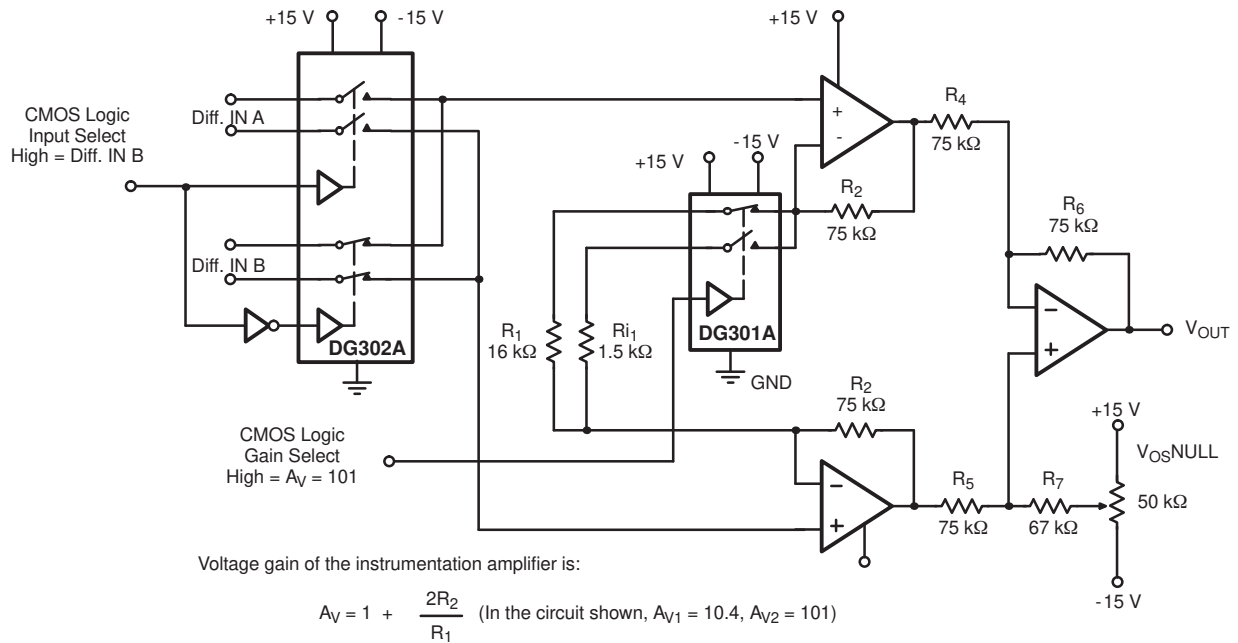 +15 V
-15 V
+15 V
CMOS Logic
Input Select
High = Diff. IN B
Diff. IN A
Diff. IN B
DG302A
+
-
R4
75 kΩ
+15 V
-15 V
R2
75 kΩ
R6
75 kΩ
R1
16 kΩ
Ri1
1.5 kΩ
DG301A
GND
−
+
VOUT
R2
75 kΩ
CMOS Logic
Gain Select
High = AV = 101
−
+
R5
75 kΩ
R7
67 kΩ
+15 V
VOSNULL
50 kΩ
-15 V
Voltage gain of the instrumentation amplifier is:
AV = 1 + 2R2 / R1 (In the circuit shown, AV1 = 10.4, AV2 = 101)